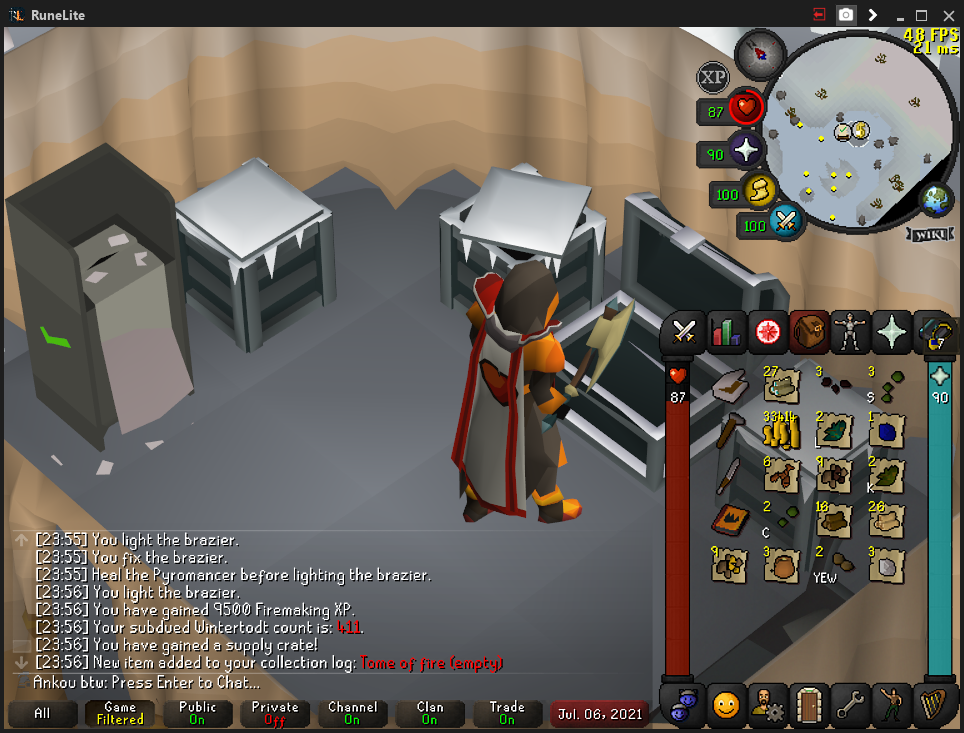 RuneLite
48 FPS
21 ms
XP
87
90
100
100
WIKI
7
87
90
27
3
3
S
33414
2
1
L
6
9
2
K
2
16
26
C
9
3
2
3
YEW
[23:55] You light the brazier.
[23:55] You fix the brazier.
[23:55] Heal the Pyromancer before lighting the brazier.
[23:56] You light the brazier.
[23:56] You have gained 9500 Firemaking XP.
[23:56] Your subdued Wintertodt count is: 411.
[23:56] You have gained a supply crate!
[23:56] New item added to your collection log: Tome of fire (empty)
Ankou btw: Press Enter to Chat...
All
Game
Filtered
Public
On
Private
Off
Channel
On
Clan
On
Trade
On
Jul. 06, 2021